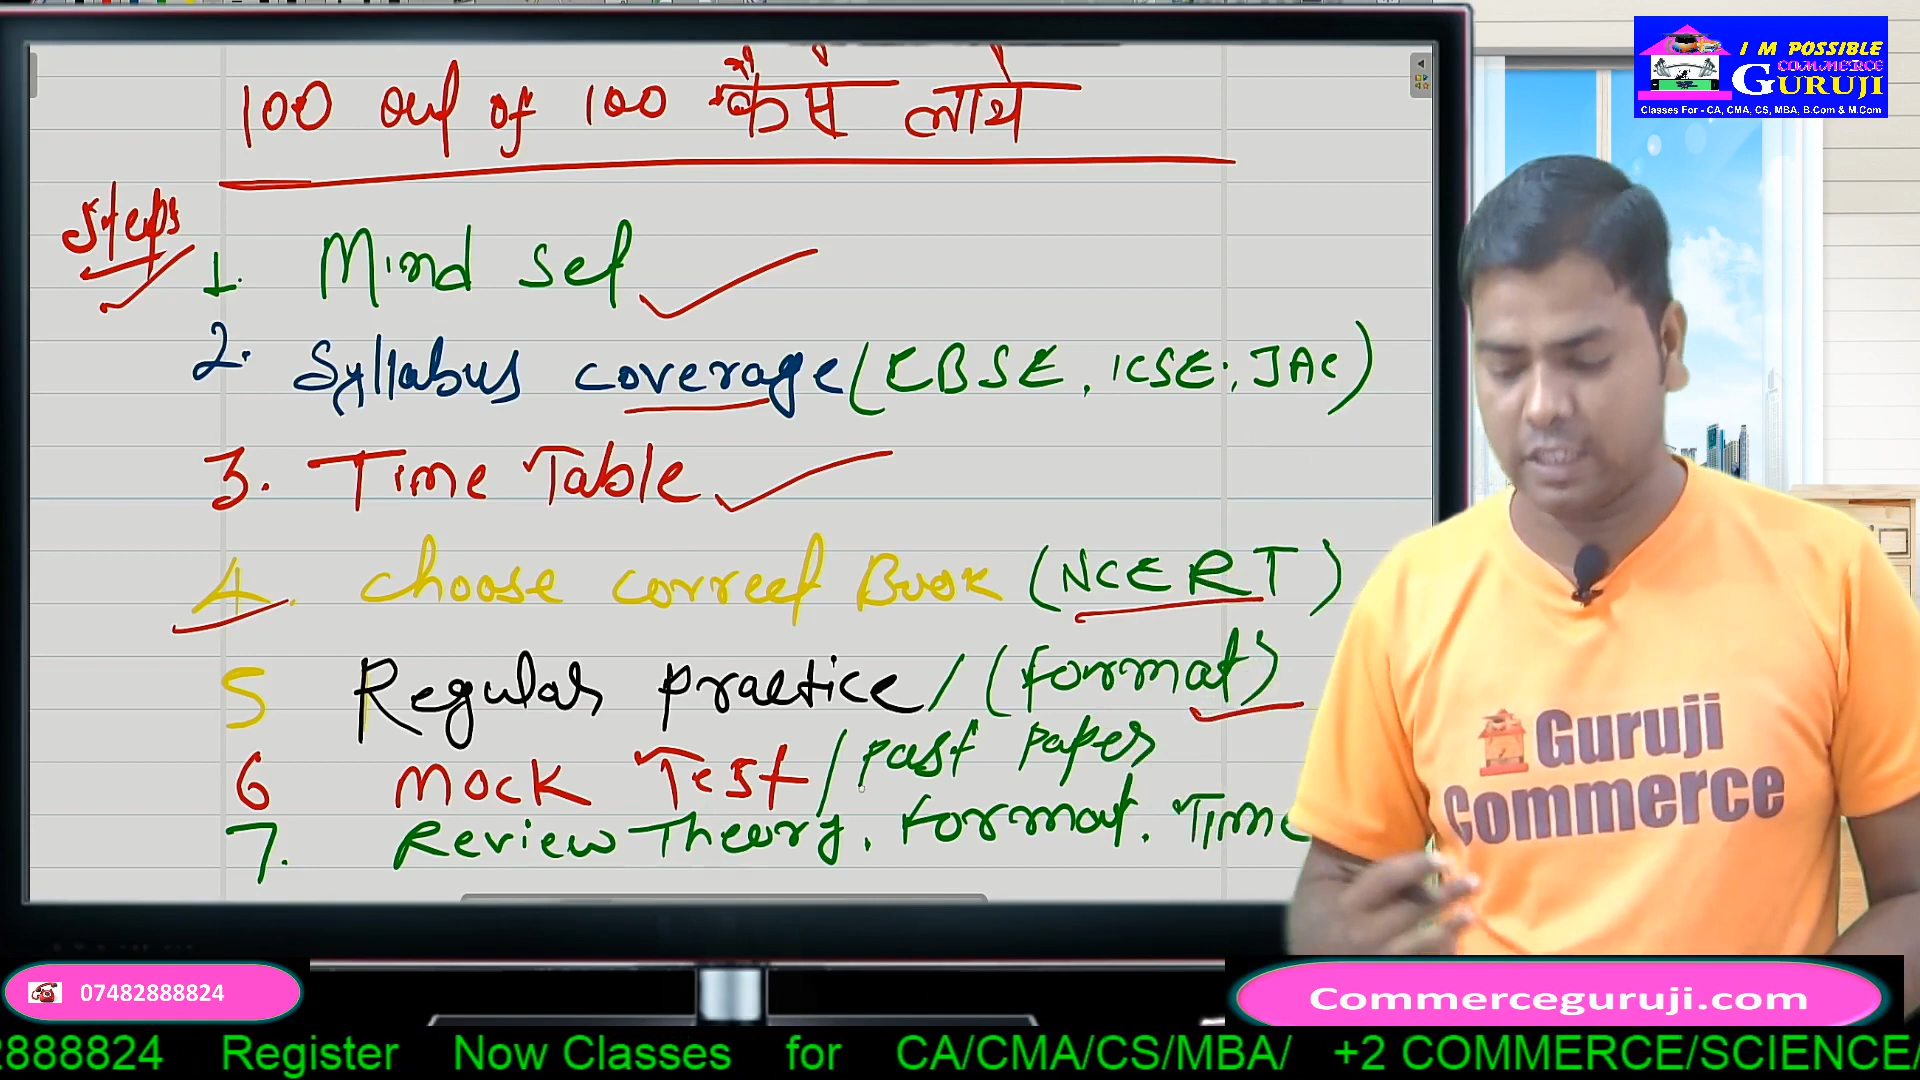 100 out of 100 कैसे लाये
Steps
1. Mind set
2. Syllabus coverage (CBSE, ICSE, JAC)
3. Time Table
4. Choose correct Book (NCERT)
5 Regular practice / (format)
6 Mock Test / Past Paper
7. Review Theory, Format, Time
I M POSSIBLE
COMMERCE
GURUJI
Classes For - CA, CMA, CS, MBA, B.Com & M.Com
Guruji
Commerce
07482888824
Commerceguruji.com
2888824 Register Now Classes for CA/CMA/CS/MBA/ +2 COMMERCE/SCIENCE/